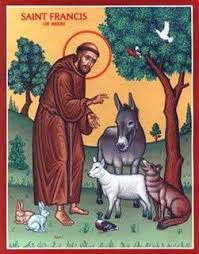 SAINT FRANCIS
OF ASSISI